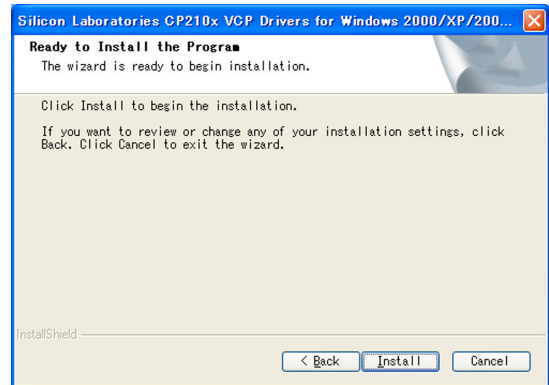 Silicon Laboratories CP210x VCP Drivers for Windows 2000/XP/200...
Ready to Install the Program
The wizard is ready to begin installation.
Click Install to begin the installation.
If you want to review or change any of your installation settings, click
Back. Click Cancel to exit the wizard.
InstallShield
< Back Install Cancel